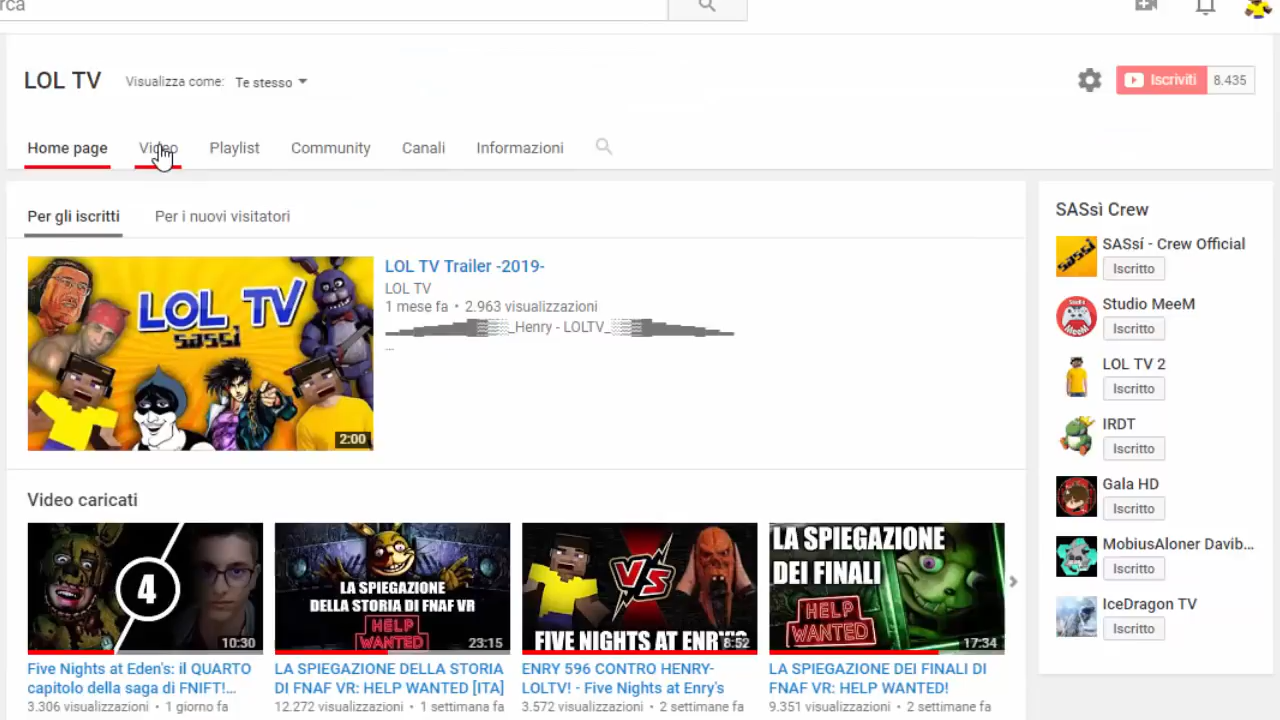 rca
LOL TV Visualizza come: Te stesso
Iscriviti 8.435
Home page Video Playlist Community Canali Informazioni
Per gli iscritti Per i nuovi visitatori
LOL TV
sassì
2:00
LOL TV Trailer -2019-
LOL TV
1 mese fa • 2.963 visualizzazioni
_Henry - LOLTV_
...
Video caricati
4
10:30
Five Nights at Eden's: il QUARTO
capitolo della saga di FNIFT!...
3.306 visualizzazioni • 1 giorno fa
LA SPIEGAZIONE
DELLA STORIA DI FNAF VR
HELP
WANTED
23:15
LA SPIEGAZIONE DELLA STORIA
DI FNAF VR: HELP WANTED [ITA]
12.272 visualizzazioni • 1 settimana fa
VS
FIVE NIGHTS AT ENRY'S
8:52
ENRY 596 CONTRO HENRY-
LOLTV! - Five Nights at Enry's
3.572 visualizzazioni • 2 settimane fa
LA SPIEGAZIONE
DEI FINALI
HELP
WANTED
17:34
LA SPIEGAZIONE DEI FINALI DI
FNAF VR: HELP WANTED!
9.351 visualizzazioni • 2 settimane fa
SASsì Crew
sassì
SASsí - Crew Official
Iscritto
Studio MeeM
Iscritto
LOL TV 2
Iscritto
IRDT
Iscritto
Gala HD
Iscritto
MobiusAloner Davib...
Iscritto
IceDragon TV
Iscritto